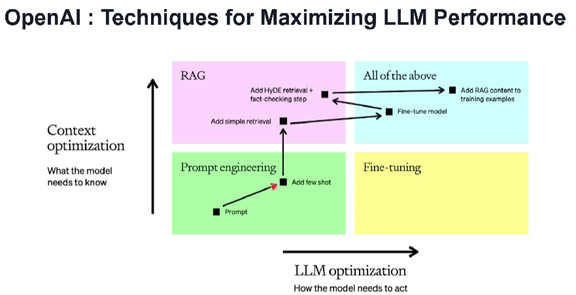 OpenAI : Techniques for Maximizing LLM Performance
RAG
All of the above
Add HyDE retrieval +
fact-checking step
Add RAG content to
training examples
Add simple retrieval
Fine-tune model
Context
optimization
What the model
needs to know
Prompt engineering
Fine-tuning
Add few shot
Prompt
LLM optimization
How the model needs to act